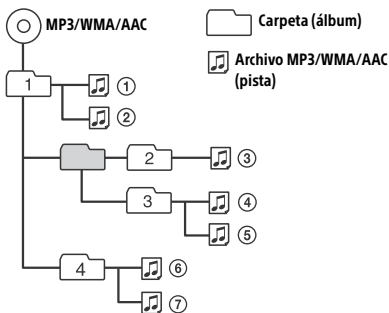 MP3/WMA/AAC
Carpeta (álbum)
Archivo MP3/WMA/AAC
(pista)
1
①
②
2
③
3
④
⑤
4
⑥
⑦